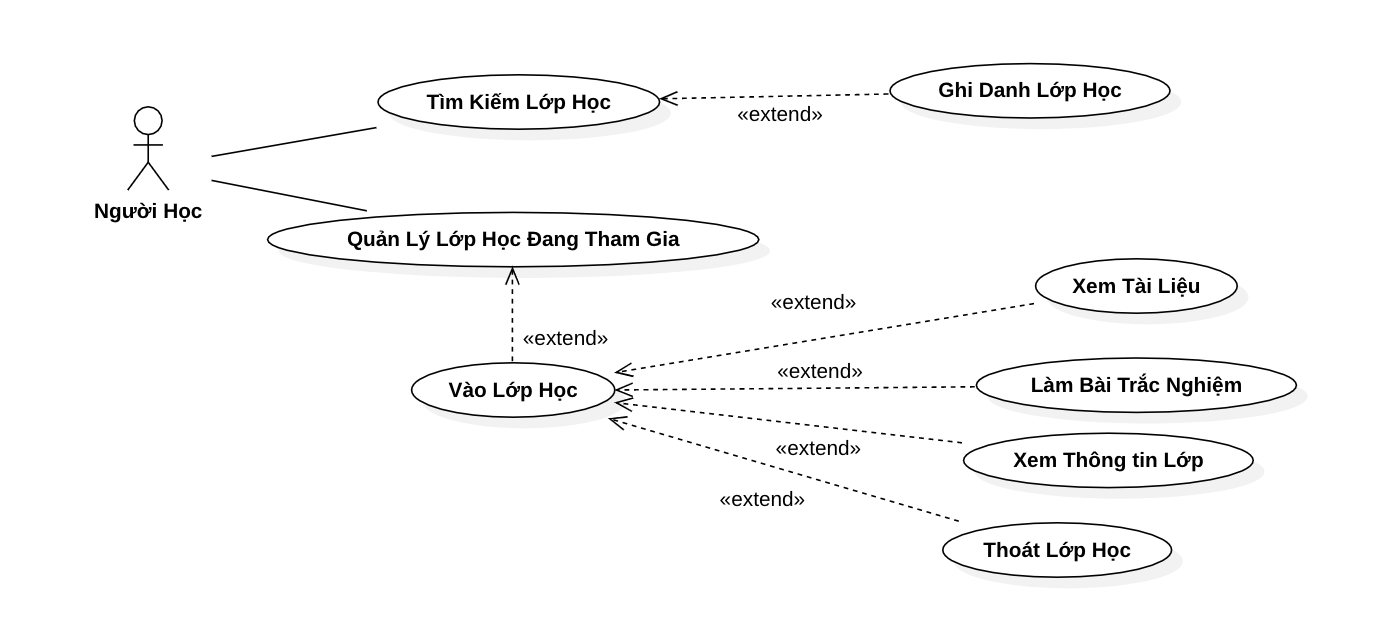 Tìm Kiếm Lớp Học
Ghi Danh Lớp Học
«extend»
Người Học
Quản Lý Lớp Học Đang Tham Gia
Xem Tài Liệu
«extend»
«extend»
Vào Lớp Học
«extend»
Làm Bài Trắc Nghiệm
«extend»
Xem Thông tin Lớp
«extend»
Thoát Lớp Học